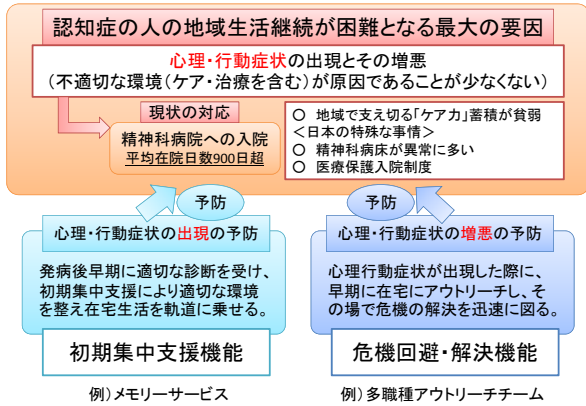 認知症の人の地域生活継続が困難となる最大の要因
心理・行動症状の出現とその増悪
(不適切な環境(ケア・治療を含む)が原因であることが少なくない)
現状の対応
精神科病院への入院
平均在院日数900日超
○ 地域で支え切る「ケア力」蓄積が貧弱
<日本の特殊な事情>
○ 精神科病床が異常に多い
○ 医療保護入院制度
予防
心理・行動症状の出現の予防
発病後早期に適切な診断を受け、
初期集中支援により適切な環境
を整え在宅生活を軌道に乗せる。
初期集中支援機能
例)メモリーサービス
予防
心理・行動症状の増悪の予防
心理行動症状が出現した際に、
早期に在宅にアウトリーチし、そ
の場で危機の解決を迅速に図る。
危機回避・解決機能
例)多職種アウトリーチチーム